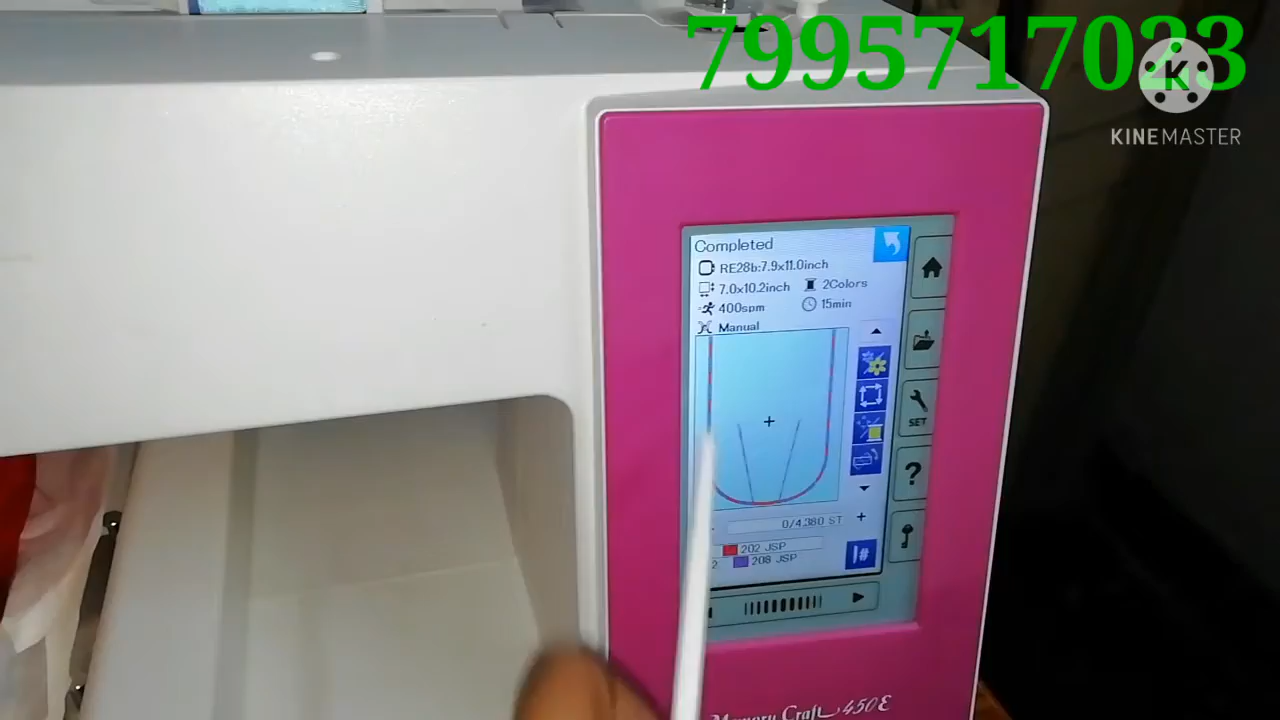 7995717023
KINEMASTER
Completed
RE28b:7.9x11.0inch
7.0x10.2inch 2Colors
400spm 15min
Manual
SET
?
0/4,380 ST
202 JSP
2 208 JSP
Memory Craft 450E